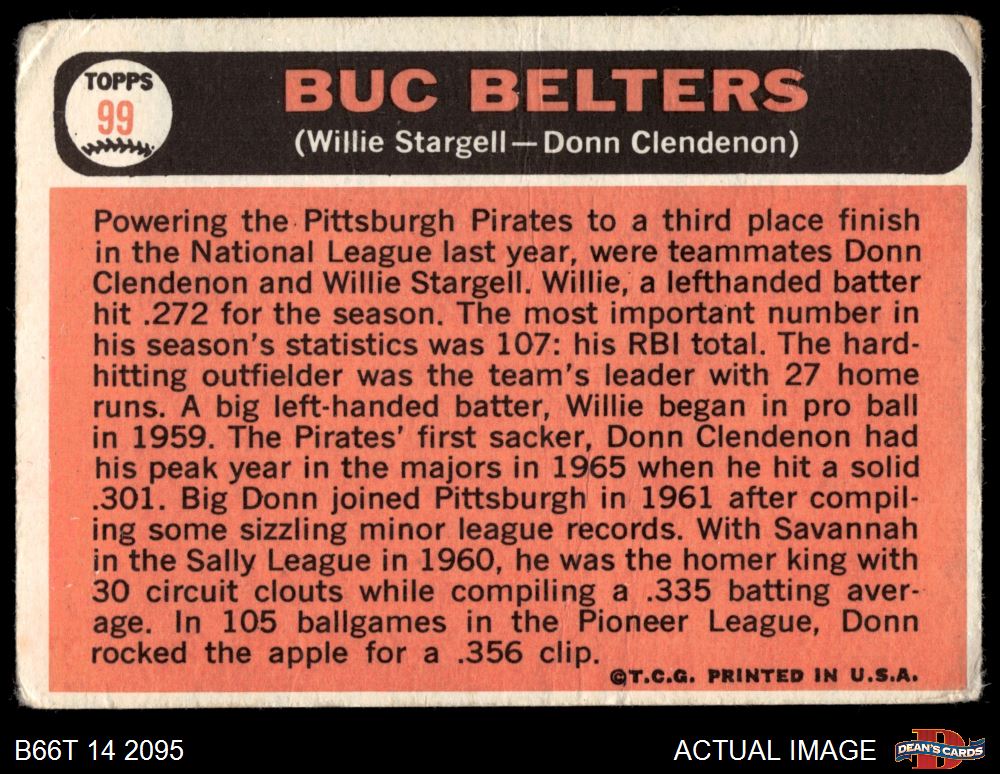 TOPPS
99
BUC BELTERS
(Willie Stargell—Donn Clendenon)
Powering the Pittsburgh Pirates to a third place finish
in the National League last year, were teammates Donn
Clendenon and Willie Stargell. Willie, a lefthanded batter
hit .272 for the season. The most important number in
his season's statistics was 107: his RBI total. The hard-
hitting outfielder was the team's leader with 27 home
runs. A big left-handed batter, Willie began in pro ball
in 1959. The Pirates' first sacker, Donn Clendenon had
his peak year in the majors in 1965 when he hit a solid
.301. Big Donn joined Pittsburgh in 1961 after compil-
ing some sizzling minor league records. With Savannah
in the Sally League in 1960, he was the homer king with
30 circuit clouts while compiling a .335 batting aver-
age. In 105 ballgames in the Pioneer League, Donn
rocked the apple for a .356 clip.
©T.C.G. PRINTED IN U.S.A.
B66T 14 2095
ACTUAL IMAGE
D
DEAN'S CARDS